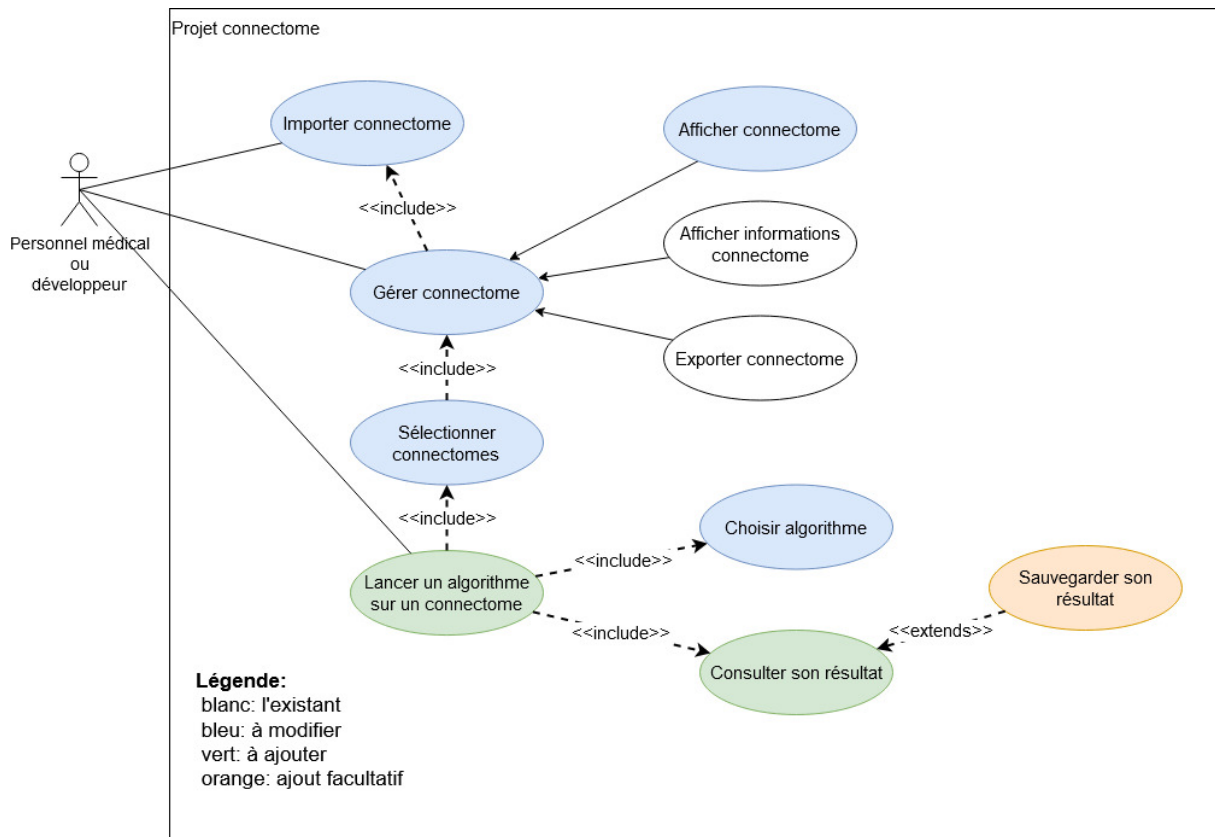 Projet connectome
Importer connectome
Afficher connectome
<<include>>
Personnel médical
ou
développeur
Afficher informations
connectome
Gérer connectome
Exporter connectome
<<include>>
Sélectionner
connectomes
<<include>>
Choisir algorithme
<<include>>
Lancer un algorithme
sur un connectome
Sauvegarder son
résultat
<<include>>
<<extends>>
Consulter son résultat
Légende:
blanc: l'existant
bleu: à modifier
vert: à ajouter
orange: ajout facultatif